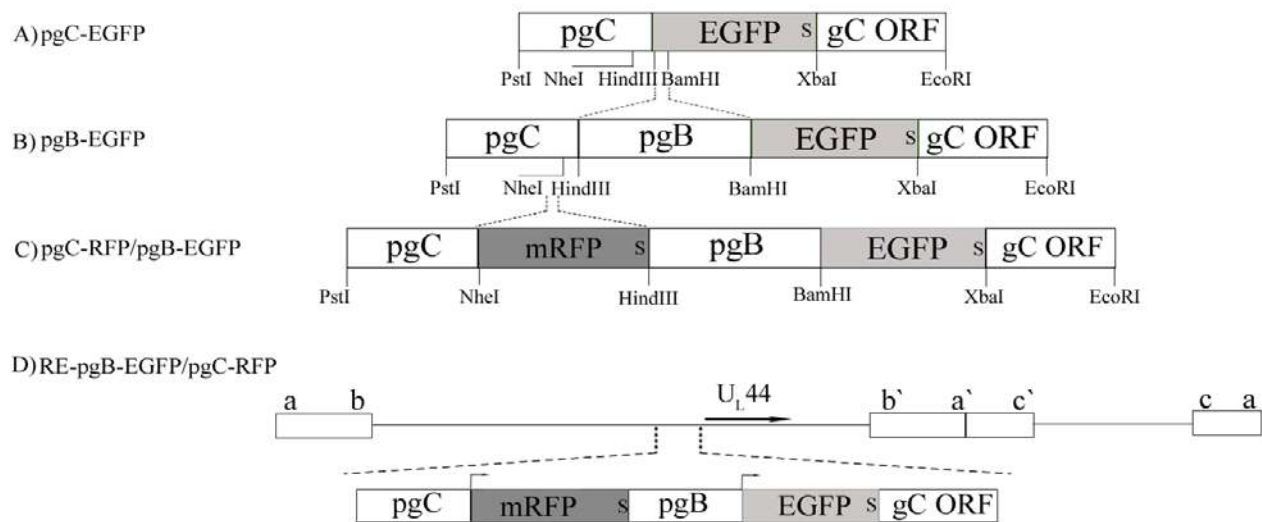 A) pgC-EGFP
pgC EGFP S gC ORF
PstI NheI HindIII BamHI XbaI EcoRI
B) pgB-EGFP
pgC pgB EGFP S gC ORF
PstI NheI HindIII BamHI XbaI EcoRI
C) pgC-RFP/pgB-EGFP
pgC mRFP S pgB EGFP S gC ORF
PstI NheI HindIII BamHI XbaI EcoRI
D) RE-pgB-EGFP/pgC-RFP
a b UL44 b` a` c` c a
pgC mRFP S pgB EGFP S gC ORF